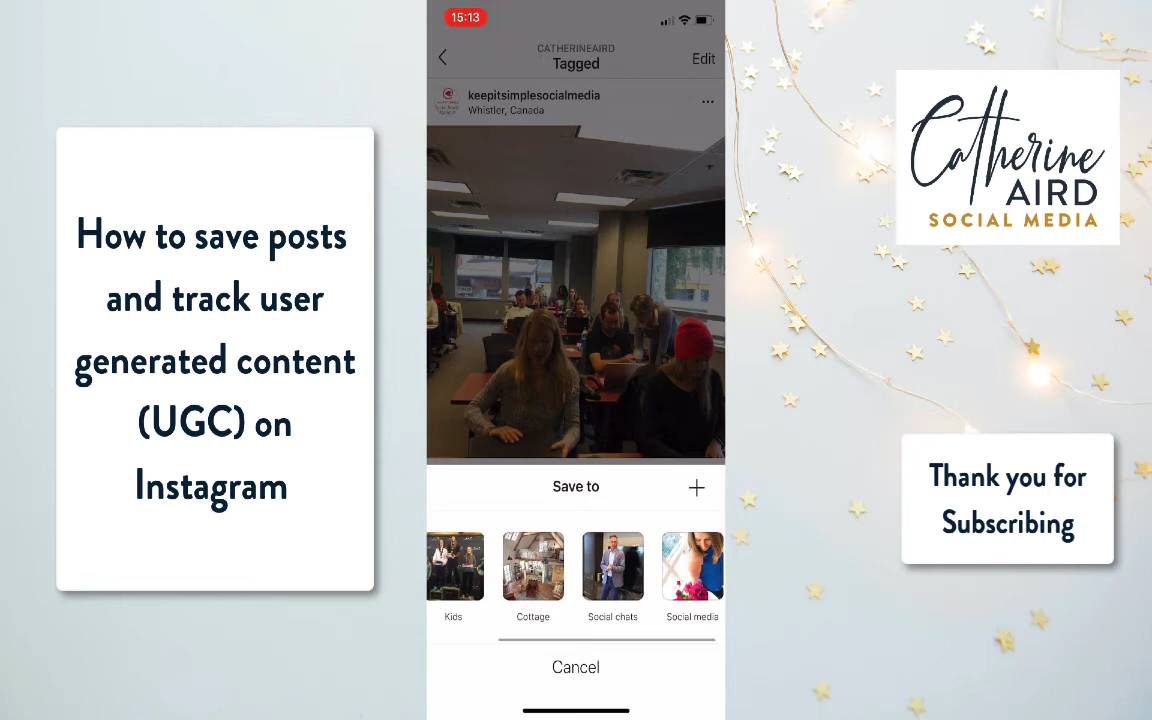 How to save posts
and track user
generated content
(UGC) on
Instagram
15:13
CATHERINEAIRD
Tagged
Edit
keepitsimplesocialmedia
Whistler, Canada
Save to
Kids
Cottage
Social chats
Social media
Cancel
Catherine
AIRD
SOCIAL MEDIA
Thank you for
Subscribing